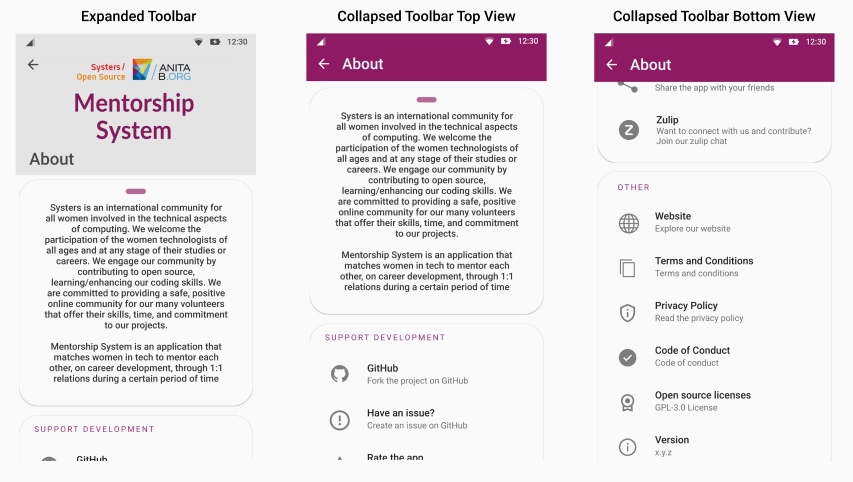 Expanded Toolbar
12:30
Systers /
Open Source
ANITA
B.ORG
Mentorship
System
About
Systers is an international community for
all women involved in the technical aspects
of computing. We welcome the
participation of the women technologists of
all ages and at any stage of their studies or
careers. We engage our community by
contributing to open source,
learning/enhancing our coding skills. We
are committed to providing a safe, positive
online community for our many volunteers
that offer their skills, time, and commitment
to our projects.
Mentorship System is an application that
matches women in tech to mentor each
other, on career development, through 1:1
relations during a certain period of time
SUPPORT DEVELOPMENT
GitHub
Collapsed Toolbar Top View
12:30
About
Systers is an international community for
all women involved in the technical aspects
of computing. We welcome the
participation of the women technologists of
all ages and at any stage of their studies or
careers. We engage our community by
contributing to open source,
learning/enhancing our coding skills. We
are committed to providing a safe, positive
online community for our many volunteers
that offer their skills, time, and commitment
to our projects.
Mentorship System is an application that
matches women in tech to mentor each
other, on career development, through 1:1
relations during a certain period of time
SUPPORT DEVELOPMENT
GitHub
Fork the project on GitHub
Have an issue?
Create an issue on GitHub
Rate the app
Collapsed Toolbar Bottom View
12:30
About
Share the app with your friends
Z
Zulip
Want to connect with us and contribute?
Join our zulip chat
OTHER
Website
Explore our website
Terms and Conditions
Terms and conditions
Privacy Policy
Read the privacy policy
Code of Conduct
Code of conduct
Open source licenses
GPL-3.0 License
Version
x.y.z